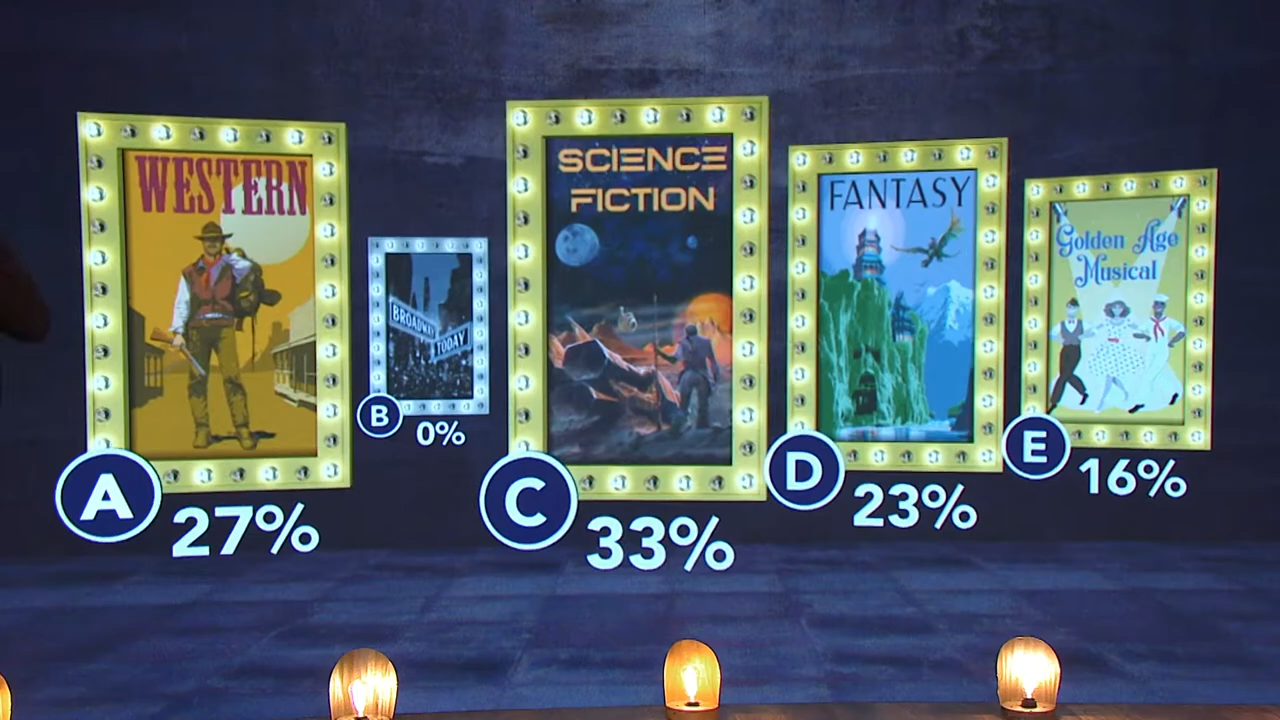 WESTERN
A
27%
BROADWAY
TODAY
B
0%
SCIENCE
FICTION
C
33%
FANTASY
D
23%
Golden Age
Musical
E
16%